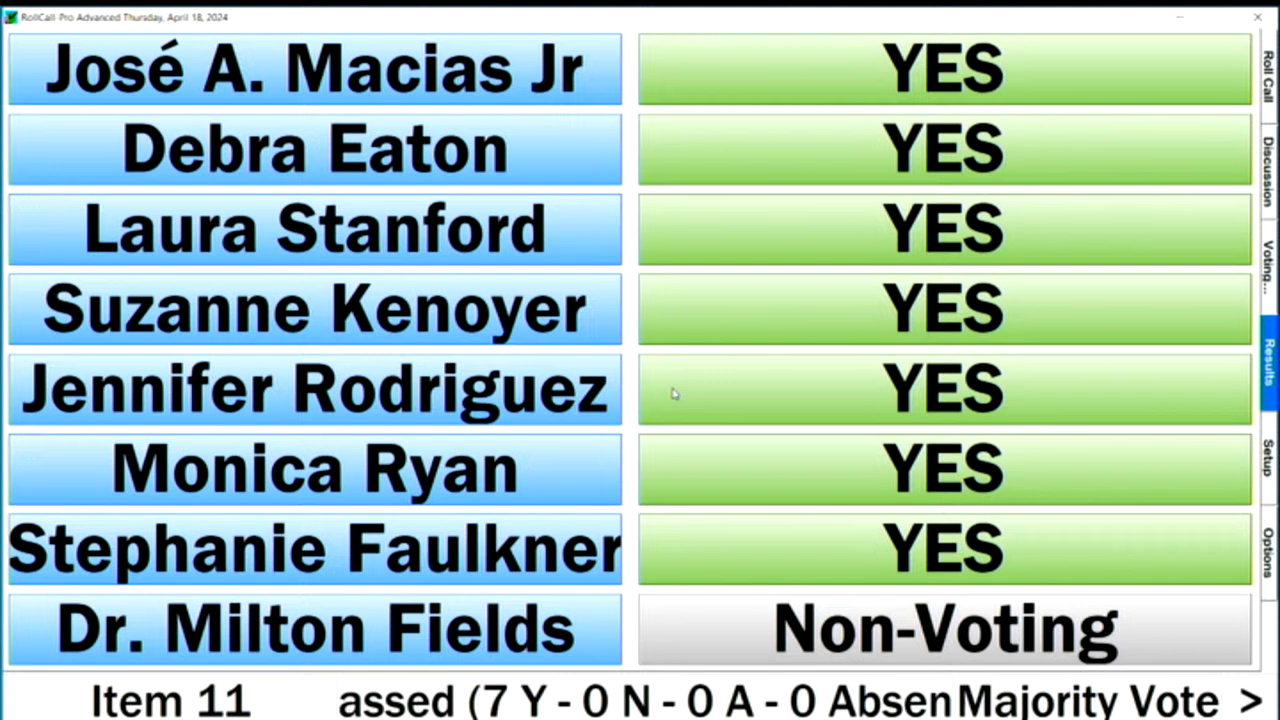 RollCall-Pro Advanced Thursday, April 18, 2024
José A. Macias Jr YES
Debra Eaton YES
Laura Stanford YES
Suzanne Kenoyer YES
Jennifer Rodriguez YES
Monica Ryan YES
Stephanie Faulkner YES
Dr. Milton Fields Non-Voting
Item 11 assed (7 Y - 0 N - 0 A - 0 Absen Majority Vote >
Roll Call
Discussion
Voting...
Results
Setup
Options